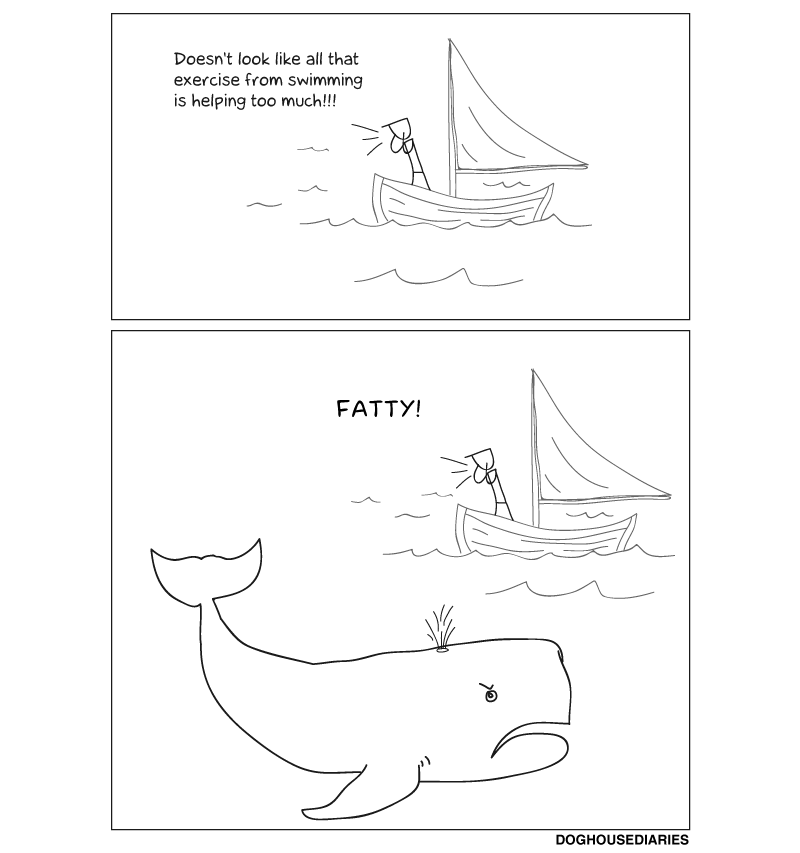 Doesn't look like all that
exercise from swimming
is helping too much!!!
FATTY!
DOGHOUSEDIARIES